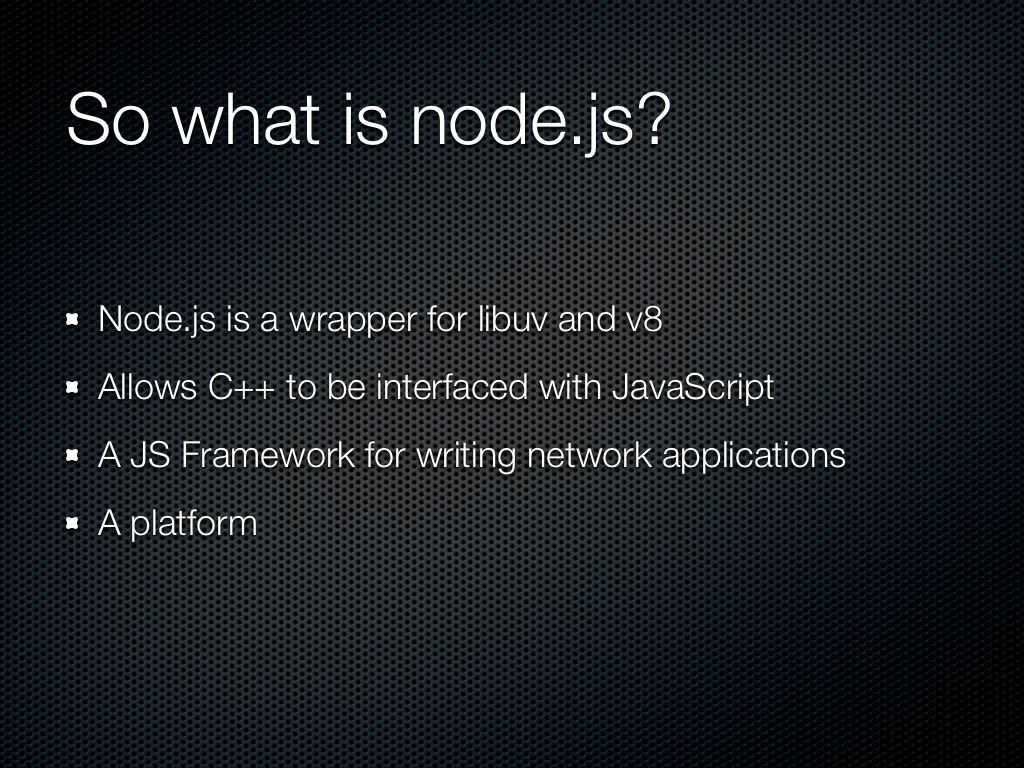 So what is node.js?
Node.js is a wrapper for libuv and v8
Allows C++ to be interfaced with JavaScript
A JS Framework for writing network applications
A platform